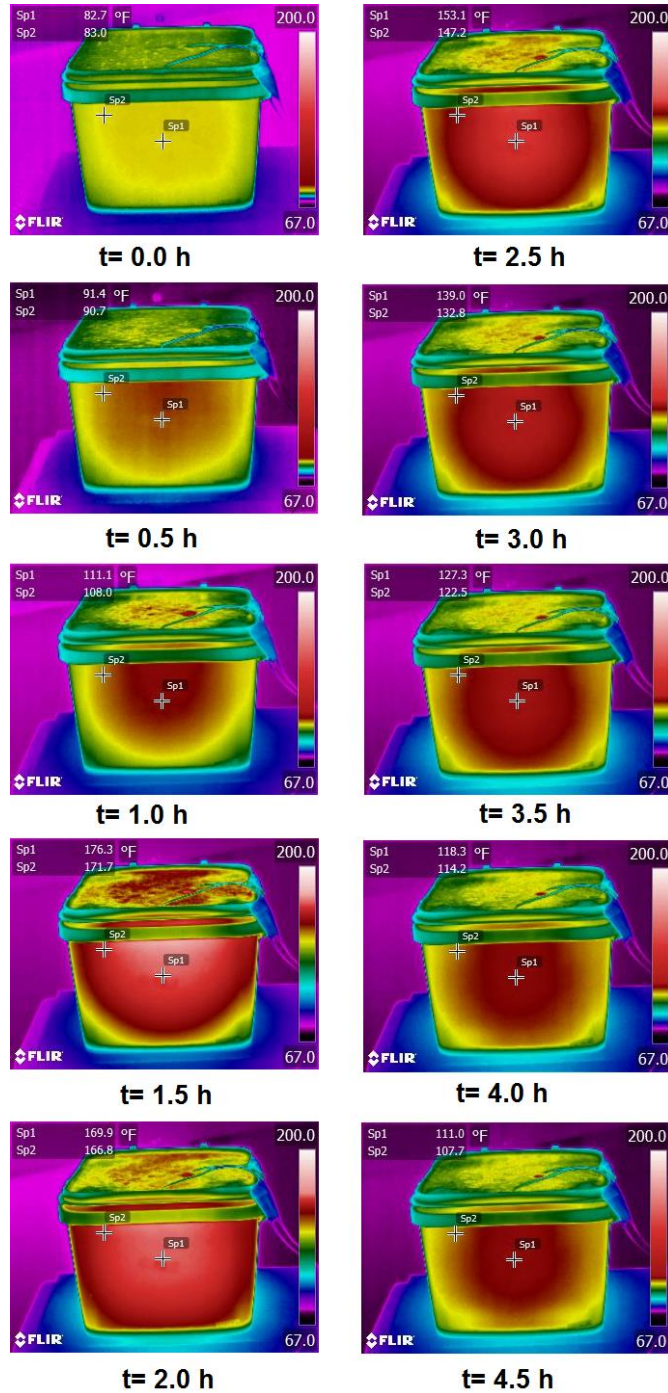 Sp1 82.7 °F
Sp2 83.0
200.0
Sp2
Sp1
FLIR
67.0
t= 0.0 h
Sp1 91.4 °F
Sp2 90.7
200.0
Sp2
Sp1
FLIR
67.0
t= 0.5 h
Sp1 111.1 °F
Sp2 108.0
200.0
Sp2
Sp1
FLIR
67.0
t= 1.0 h
Sp1 176.3 °F
Sp2 171.7
200.0
Sp2
Sp1
FLIR
67.0
t= 1.5 h
Sp1 169.9 °F
Sp2 166.8
200.0
Sp2
Sp1
FLIR
67.0
t= 2.0 h
Sp1 153.1 °F
Sp2 147.2
200.0
Sp2
Sp1
FLIR
67.0
t= 2.5 h
Sp1 139.0 °F
Sp2 132.8
200.0
Sp2
Sp1
FLIR
67.0
t= 3.0 h
Sp1 127.3 °F
Sp2 122.5
200.0
Sp2
Sp1
FLIR
67.0
t= 3.5 h
Sp1 118.3 °F
Sp2 114.2
200.0
Sp2
Sp1
FLIR
67.0
t= 4.0 h
Sp1 111.0 °F
Sp2 107.7
200.0
Sp2
Sp1
FLIR
67.0
t= 4.5 h